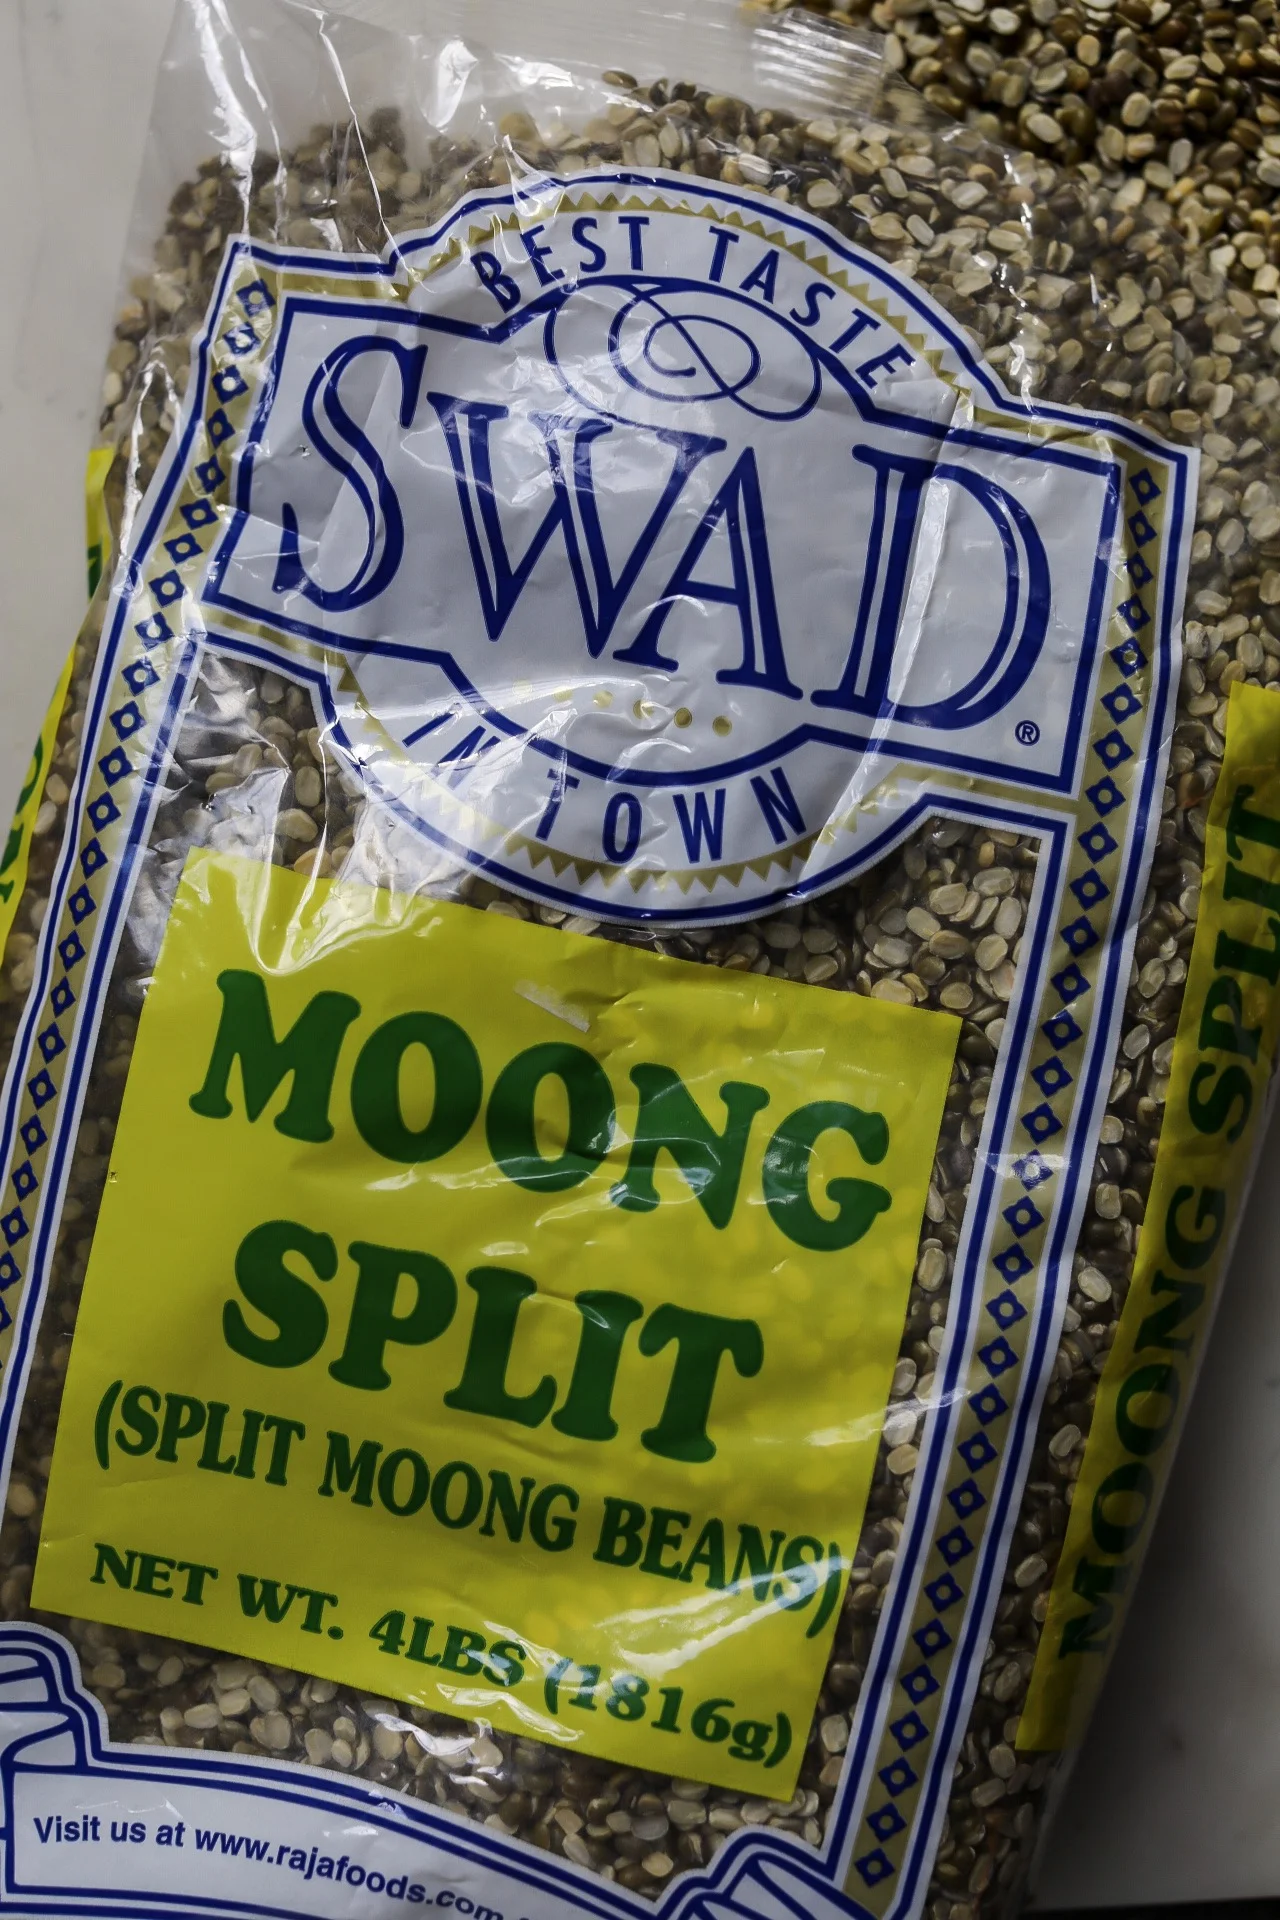 BEST TASTE
SWAD®
IN TOWN
MOONG
SPLIT
(SPLIT MOONG BEANS)
NET WT. 4LBS (1816g)
Visit us at www.rajafoods.com
MOONG SPLIT